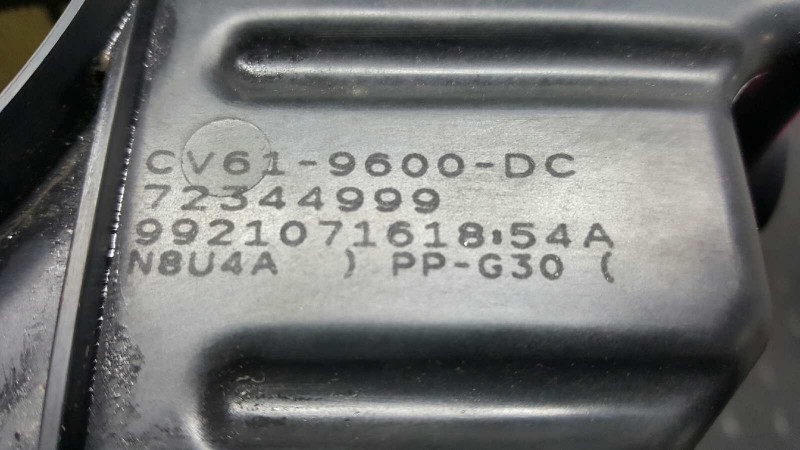 CV61-9600-DC
72344999
9921071618:54A
N8U4A ) PP-G30 (